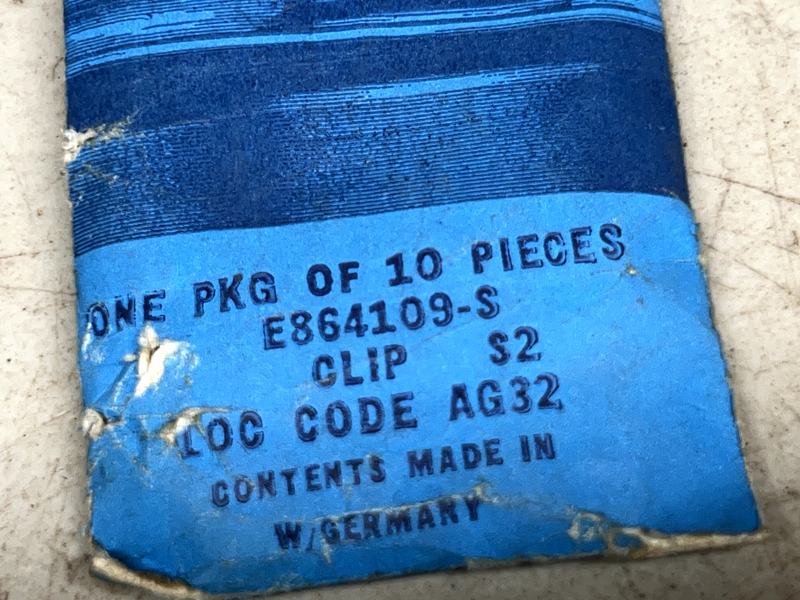 ONE PKG OF 10 PIECES
E864109-S
CLIP S2
LOC CODE AG32
CONTENTS MADE IN
W/GERMANY